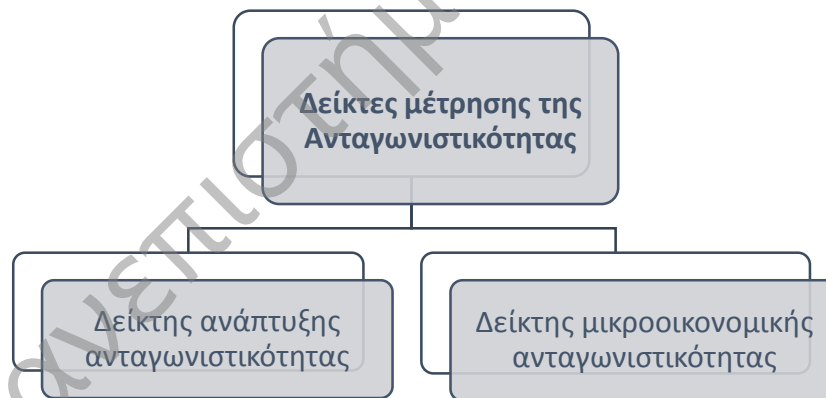 Δείκτες μέτρησης της
Ανταγωνιστικότητας
Δείκτης ανάπτυξης
ανταγωνιστικότητας
Δείκτης μικροοικονομικής
ανταγωνιστικότητας